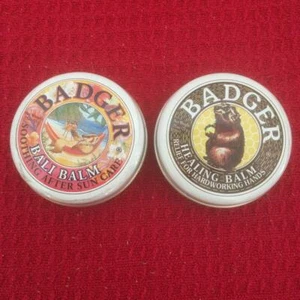 BADGER
BALI BALM
SOOTHING AFTER SUN CARE
BADGER
HEALING BALM
RELIEF FOR HARDWORKING HANDS